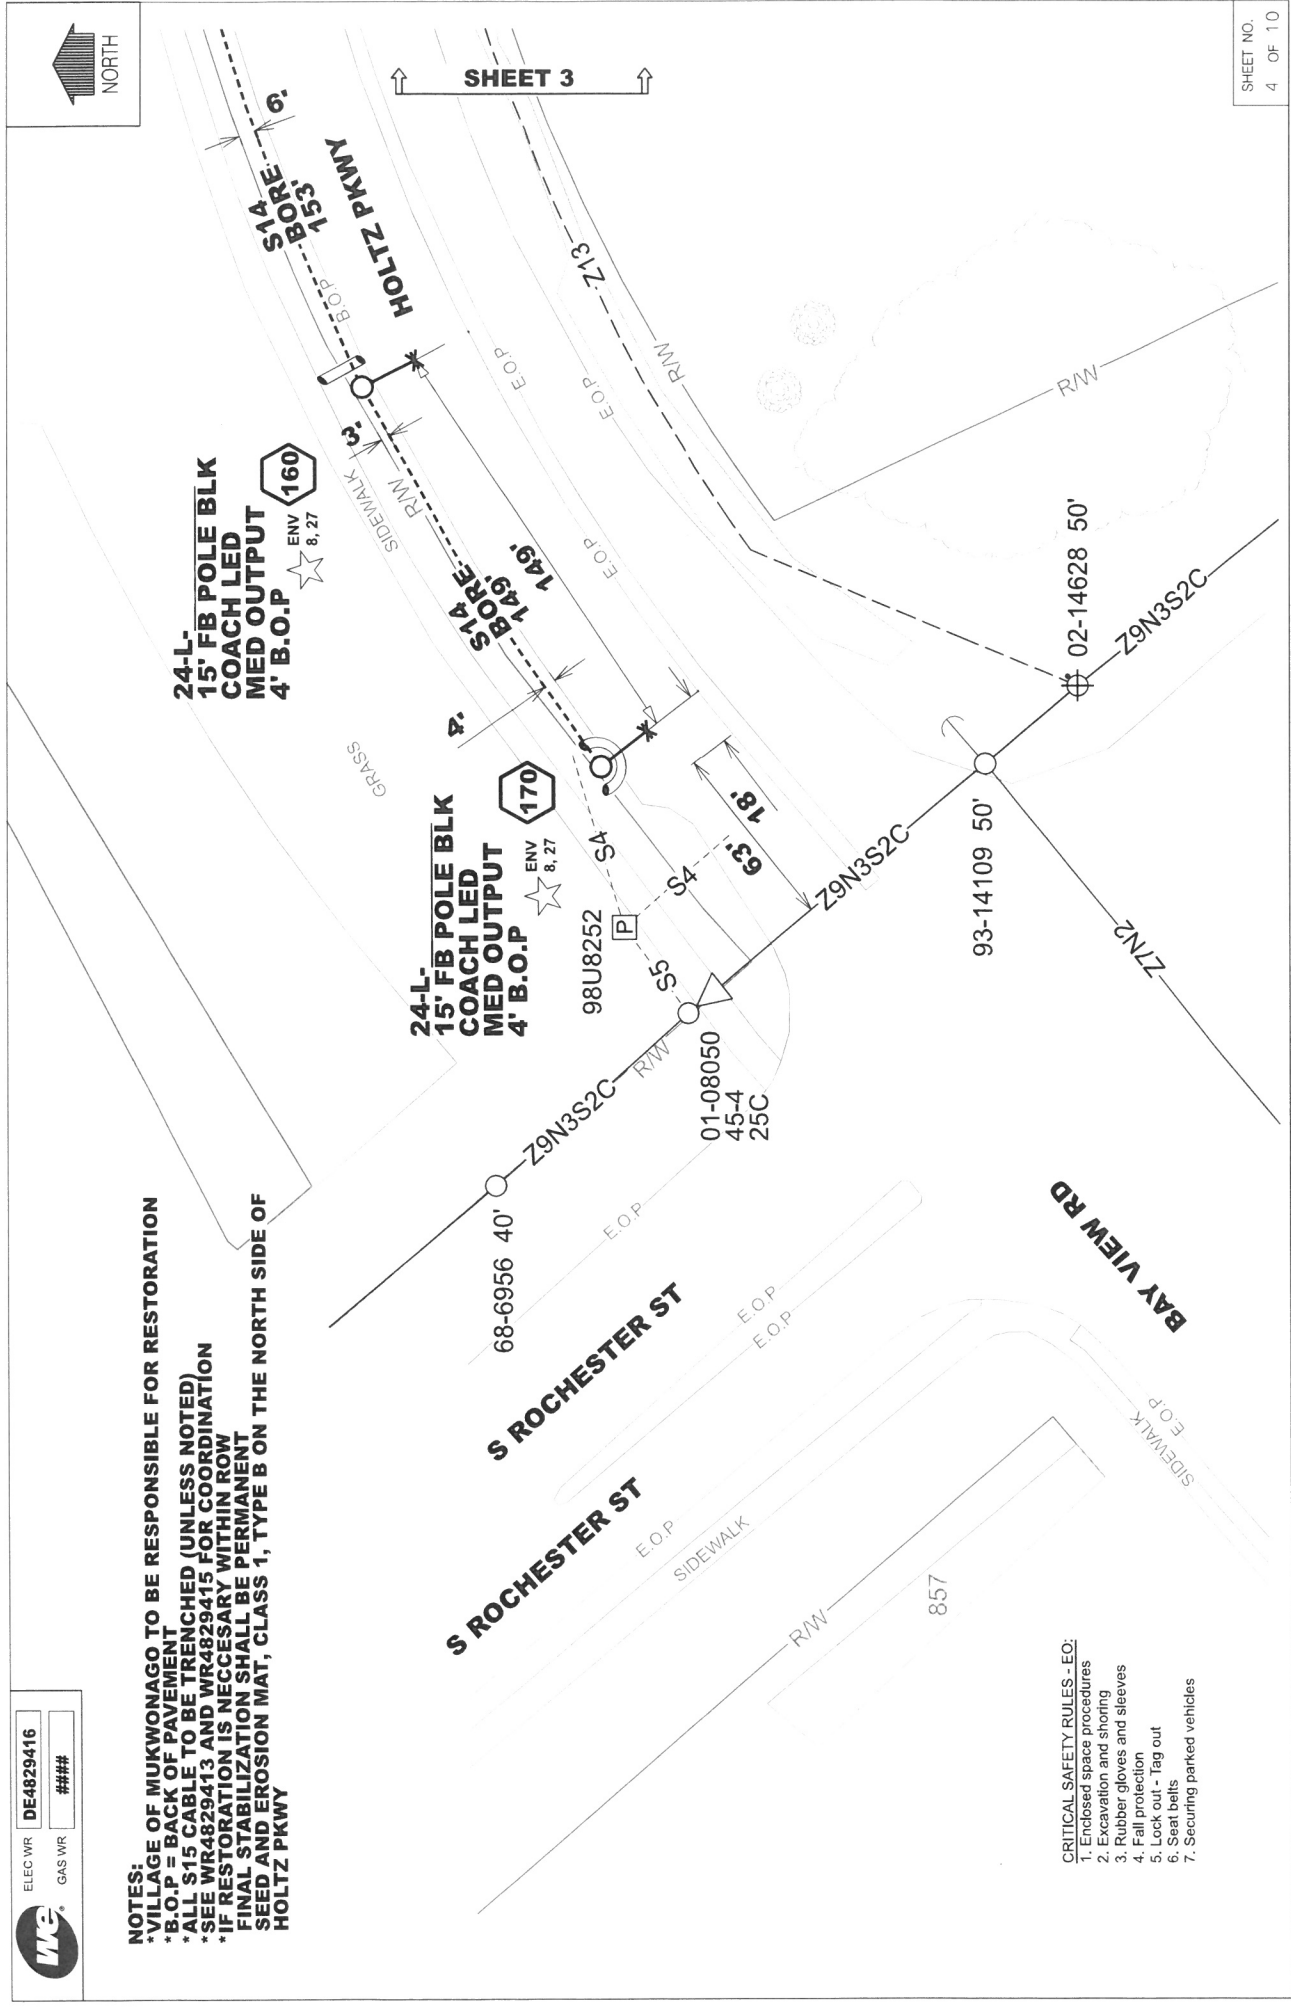 we®
ELEC WR DE4829416
GAS WR ####
NOTES:
*VILLAGE OF MUKWONAGO TO BE RESPONSIBLE FOR RESTORATION
*B.O.P = BACK OF PAVEMENT
*ALL S15 CABLE TO BE TRENCHED (UNLESS NOTED)
*SEE WR4829413 AND WR4829415 FOR COORDINATION
*IF RESTORATION IS NECCESARY WITHIN ROW
FINAL STABILIZATION SHALL BE PERMANENT
SEED AND EROSION MAT, CLASS 1, TYPE B ON THE NORTH SIDE OF
HOLTZ PKWY
NORTH
24-L-
15' FB POLE BLK
COACH LED
MED OUTPUT
4' B.O.P
160
ENV
8, 27
24-L-
15' FB POLE BLK
COACH LED
MED OUTPUT
4' B.O.P
170
ENV
8, 27
S14
BORE
153'
6'
HOLTZ PKWY
SHEET 3
B.O.P
3'
SIDEWALK
R/W
E.O.P
E.O.P
E.O.P
Z13
R/W
R/W
S14
BORE
149'
149'
4'
GRASS
S4
S4
18'
63'
98U8252
P
S5
Z9N3S2C
01-08050
45-4
25C
R/W
Z9N3S2C
68-6956 40'
93-14109 50'
Z7N2
02-14628 50'
Z9N3S2C
E.O.P
S ROCHESTER ST
E.O.P
E.O.P
S ROCHESTER ST
E.O.P
SIDEWALK
R/W
857
BAY VIEW RD
E.O.P
SIDEWALK
CRITICAL SAFETY RULES - EO:
1. Enclosed space procedures
2. Excavation and shoring
3. Rubber gloves and sleeves
4. Fall protection
5. Lock out - Tag out
6. Seat belts
7. Securing parked vehicles
SHEET NO.
4 OF 10